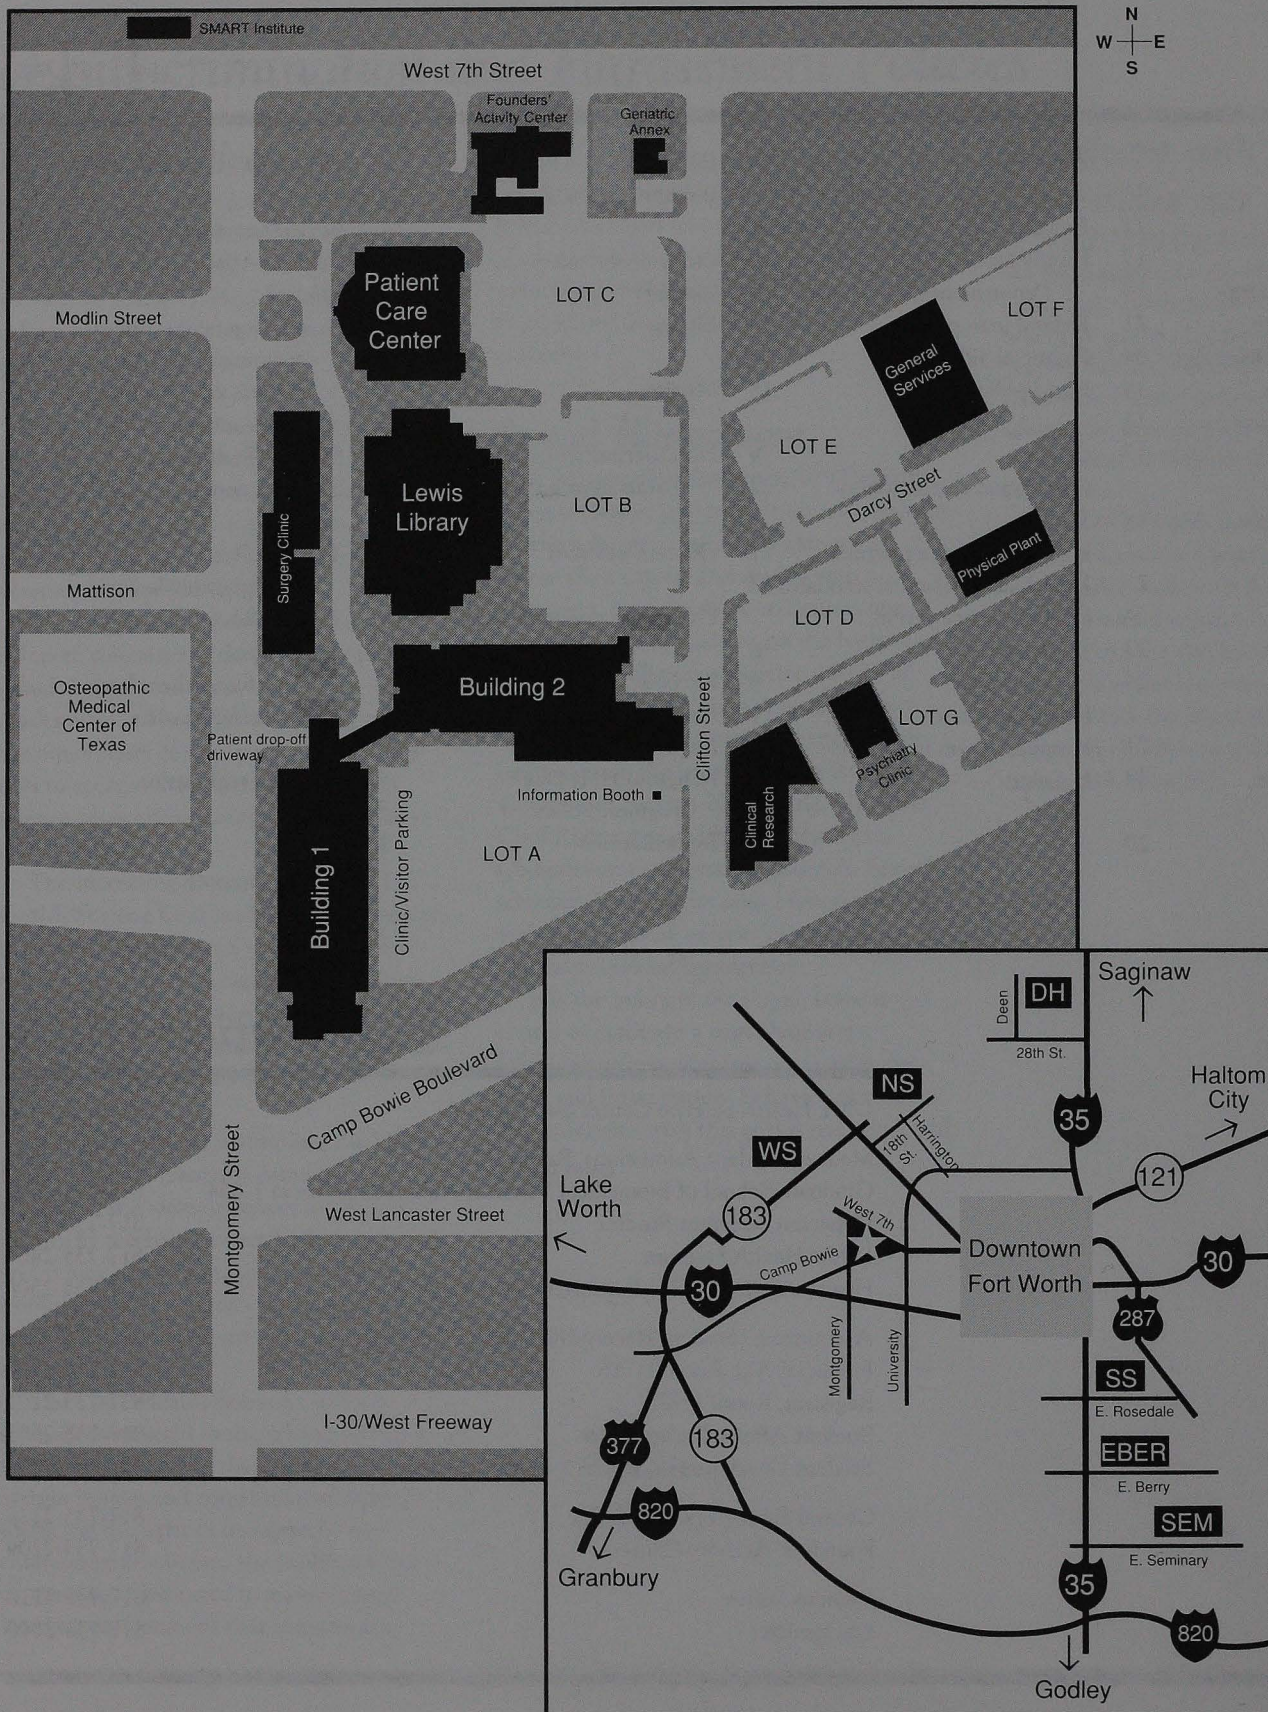 SMART Institute
N
W E
S
West 7th Street
Founders'
Activity Center
Geriatric
Annex
Patient
Care
Center
LOT C
LOT F
Modlin Street
General
Services
LOT E
Lewis
Library
LOT B
Darcy Street
Surgery Clinic
Physical Plant
Mattison
LOT D
Osteopathic
Medical
Center of
Texas
Building 2
Clifton Street
LOT G
Patient drop-off
driveway
Psychiatry
Clinic
Information Booth
Clinical
Research
Building 1
Clinic/Visitor Parking
LOT A
Camp Bowie Boulevard
Montgomery Street
West Lancaster Street
I-30/West Freeway
Saginaw
Deen
DH
28th St.
NS
35
Haltom
City
Harrington
18th
St.
WS
121
Lake
Worth
183
West 7th
Camp Bowie
Downtown
Fort Worth
30
30
287
Montgomery
University
SS
E. Rosedale
377
183
EBER
E. Berry
820
SEM
E. Seminary
Granbury
35
820
Godley